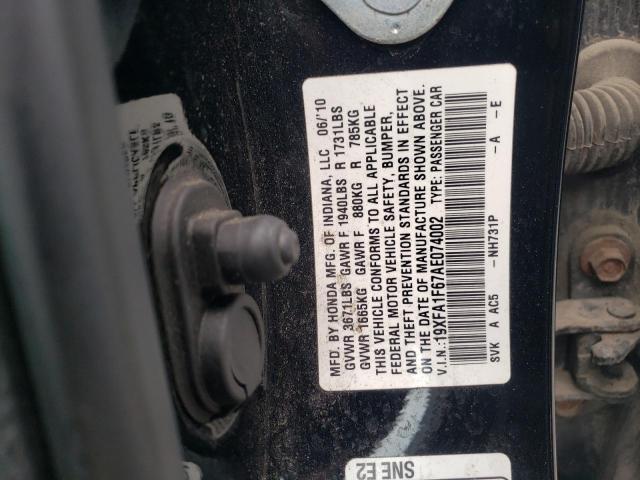 MFD. BY HONDA MFG. OF INDIANA, LLC 06/'10
GVWR 3671LBS GAWR F 1940LBS R 1731LBS
GVWR 1665KG GAWR F 880KG R 785KG
THIS VEHICLE CONFORMS TO ALL APPLICABLE
FEDERAL MOTOR VEHICLE SAFETY, BUMPER,
AND THEFT PREVENTION STANDARDS IN EFFECT
ON THE DATE OF MANUFACTURE SHOWN ABOVE.
V.I.N.:19XFA1F67AE074002 TYPE: PASSENGER CAR
SVK A AC5 -NH731P -A -E
SNE E2